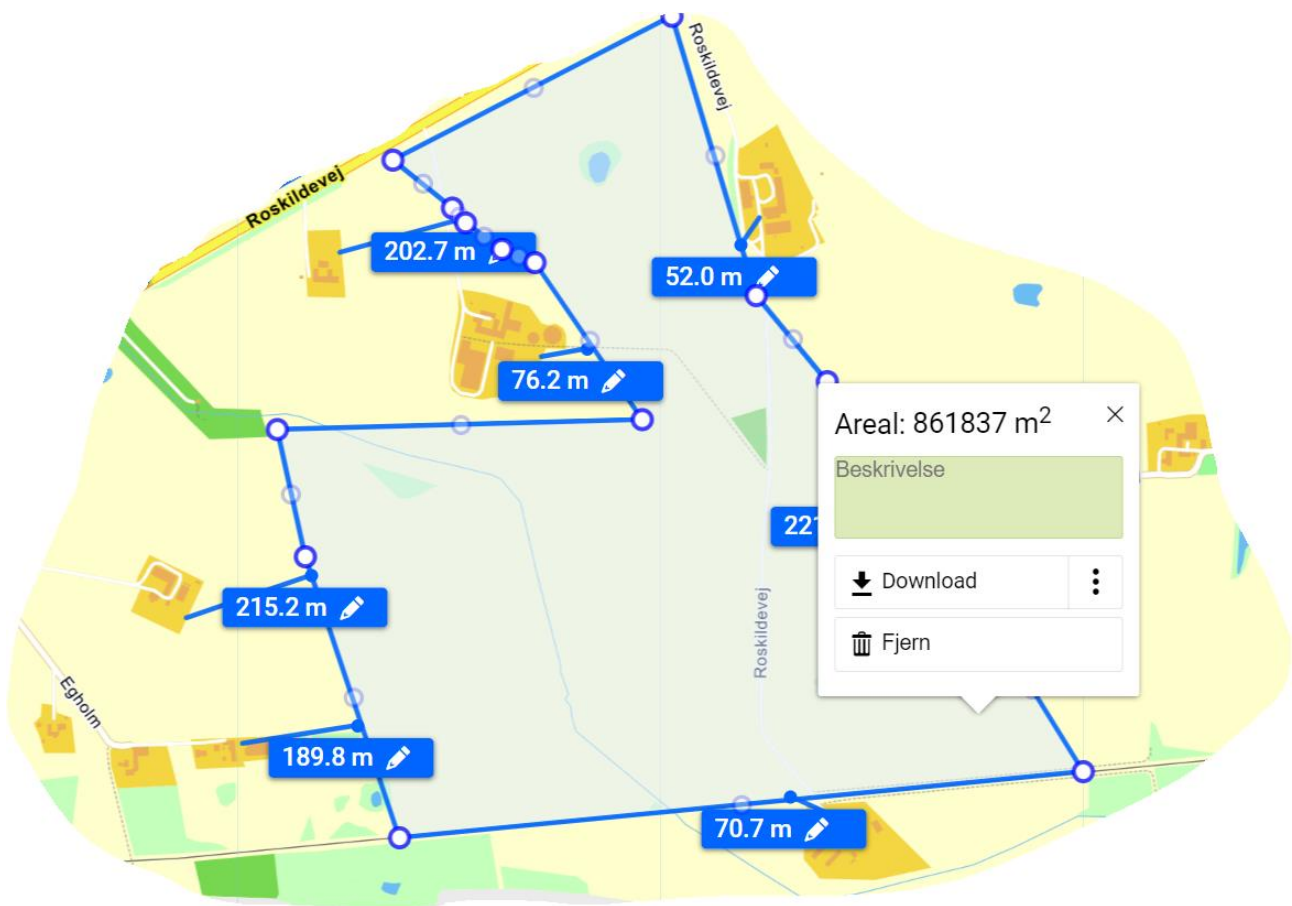 Roskildevej
Roskildevej
202.7 m
52.0 m
76.2 m
Areal: 861837 m²
Beskrivelse
221
Download
215.2 m
Fjern
Roskildevej
Egholm
189.8 m
70.7 m